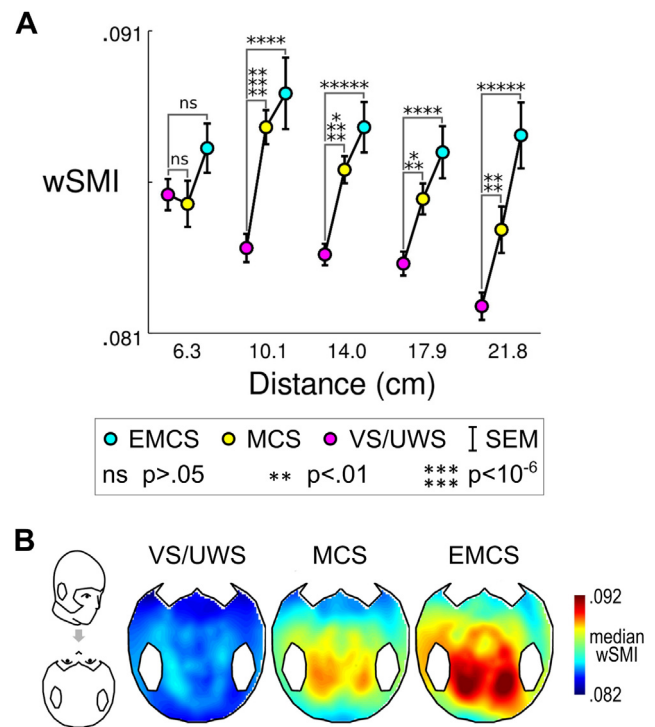 A
.091
wSMI
.081
ns
ns
****
**
**
**
*****
*
**
**
****
*
**
*****
**
**
6.3 10.1 14.0 17.9 21.8
Distance (cm)
EMCS MCS VS/UWS SEM
ns p>.05 ** p<.01 *** *** p<10⁻⁶
B
VS/UWS MCS EMCS
.092
median
wSMI
.082